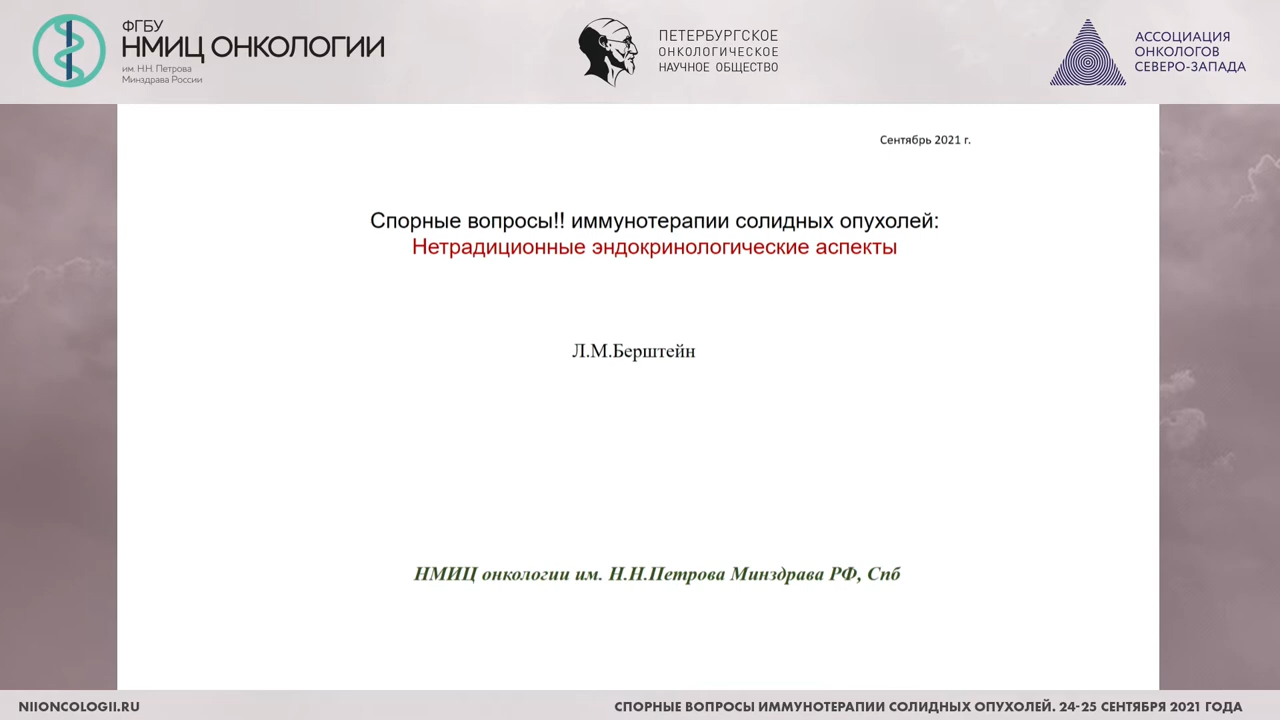 ФГБУ
НМИЦ ОНКОЛОГИИ
им. Н.Н. Петрова
Минздрава России
ПЕТЕРБУРГСКОЕ
ОНКОЛОГИЧЕСКОЕ
НАУЧНОЕ ОБЩЕСТВО
АССОЦИАЦИЯ
ОНКОЛОГОВ
СЕВЕРО-ЗАПАДА
Сентябрь 2021 г.
Спорные вопросы!! иммунотерапии солидных опухолей:
Нетрадиционные эндокринологические аспекты
Л.М.Берштейн
НМИЦ онкологии им. Н.Н.Петрова Минздрава РФ, Спб
NIIONCOLOGII.RU
СПОРНЫЕ ВОПРОСЫ ИММУНОТЕРАПИИ СОЛИДНЫХ ОПУХОЛЕЙ. 24-25 СЕНТЯБРЯ 2021 ГОДА